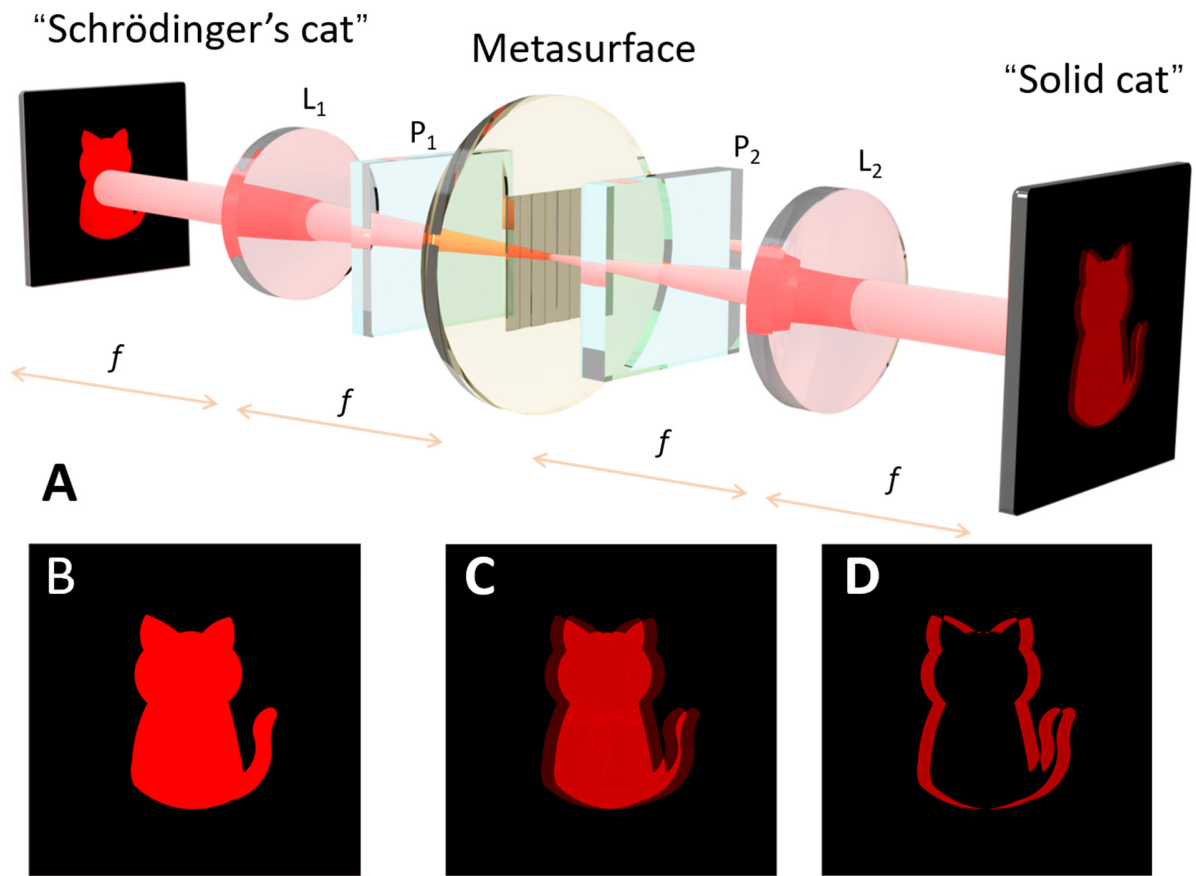 “Schrödinger’s cat”
Metasurface
“Solid cat”
L₁
P₁
P₂
L₂
f
f
f
f
A
B
C
D